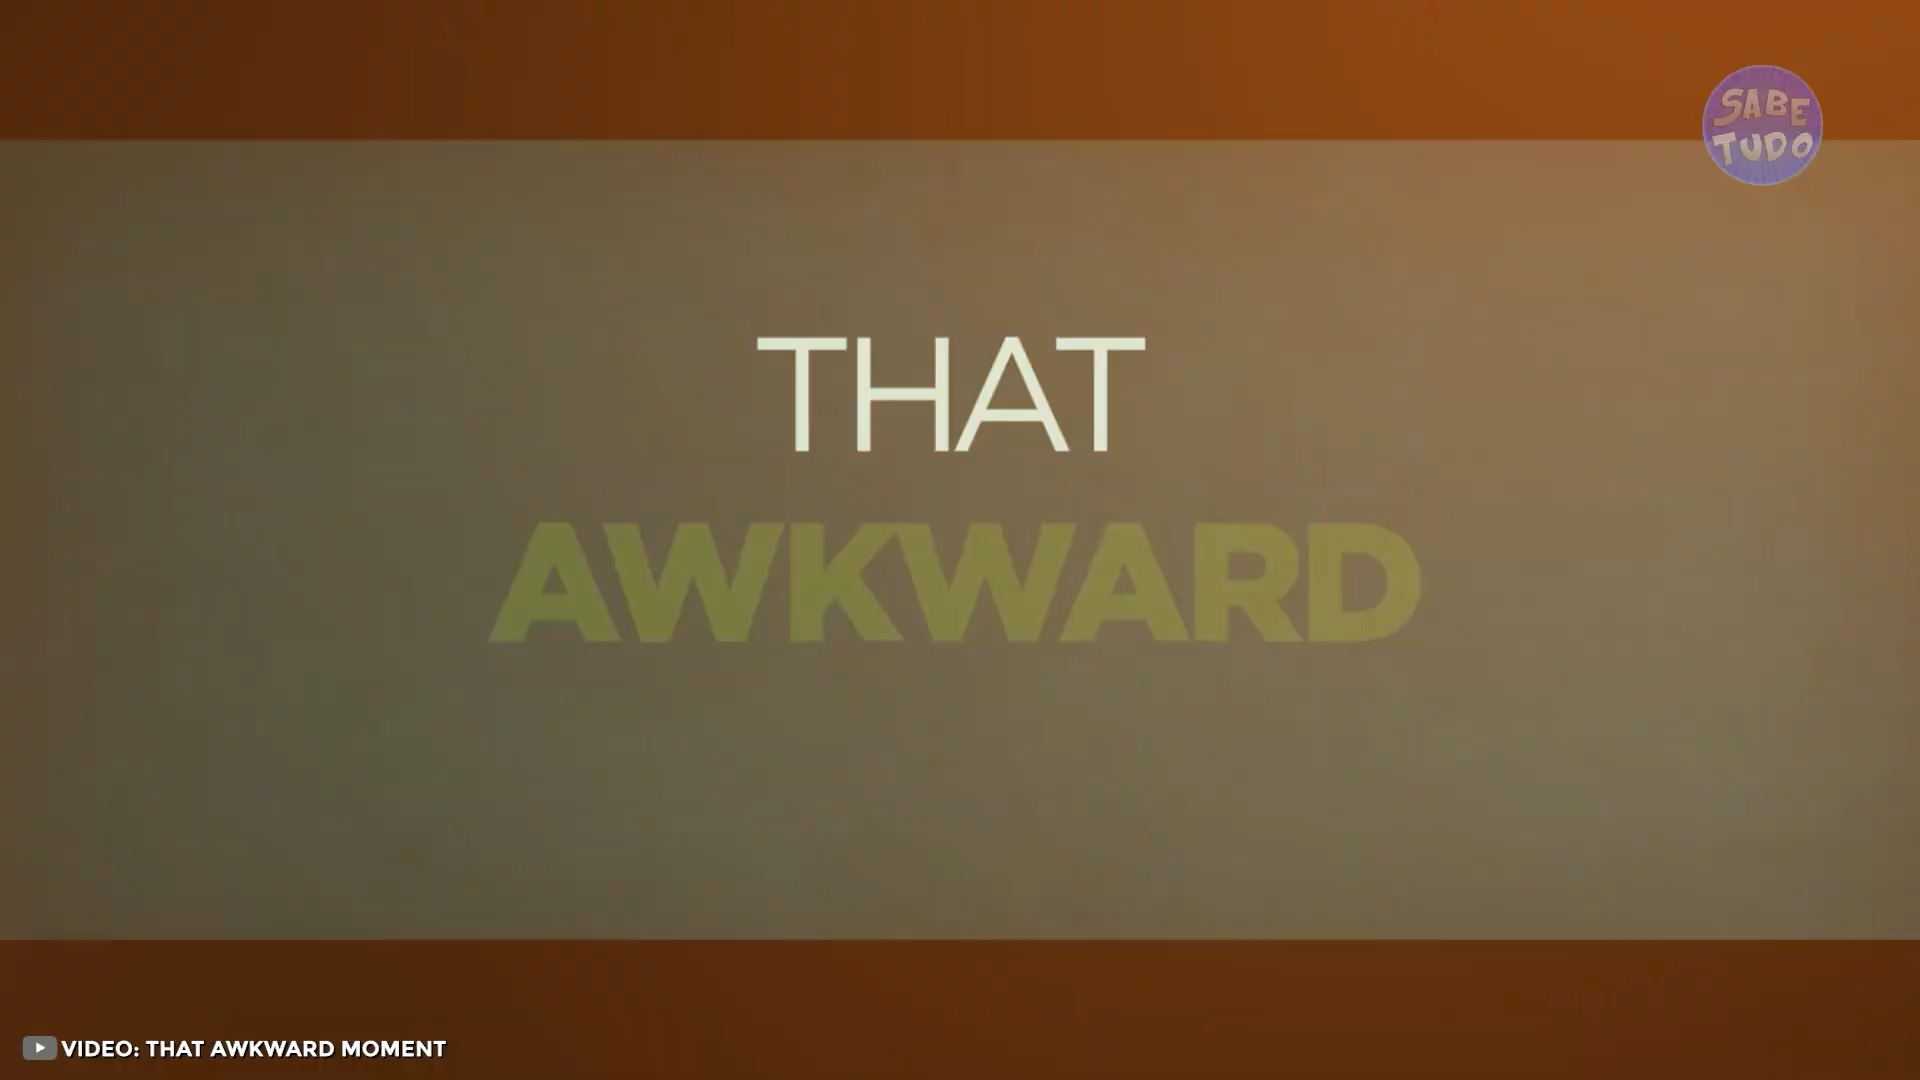 SABE
TUDO
THAT
AWKWARD
VIDEO: THAT AWKWARD MOMENT